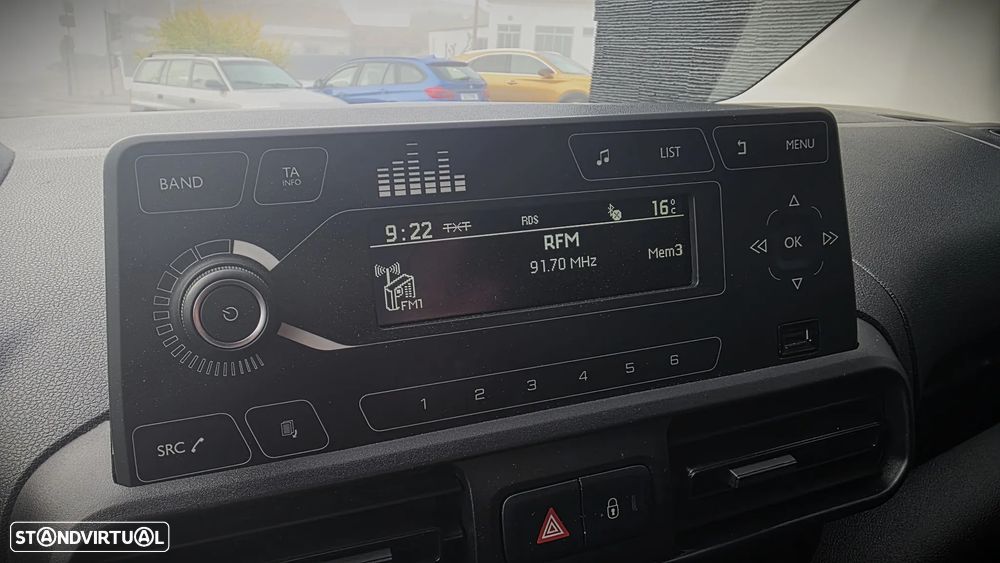 BAND
TA
INFO
LIST
MENU
9:22 TXT RDS 16°C
RFM
91.70 MHz
Mem3
FM1
OK
1 2 3 4 5 6
SRC
STANDVIRTUAL